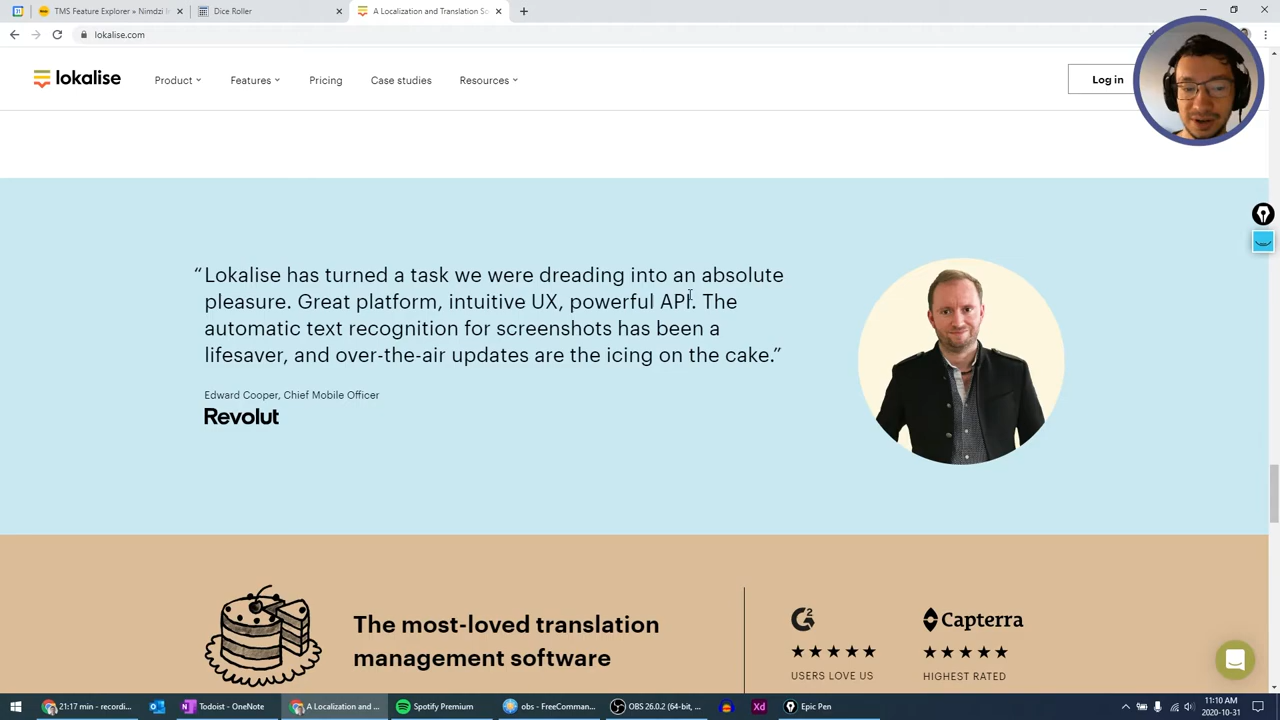 TMS Feature Explorer » Nimdzi In
Dice Roller
A Localization and Translation So
lokalise.com
lokalise
Product
Features
Pricing
Case studies
Resources
Log in
“Lokalise has turned a task we were dreading into an absolute
pleasure. Great platform, intuitive UX, powerful API. The
automatic text recognition for screenshots has been a
lifesaver, and over-the-air updates are the icing on the cake.”
Edward Cooper, Chief Mobile Officer
Revolut
The most-loved translation
management software
G2
USERS LOVE US
Capterra
HIGHEST RATED
21:17 min - recordi...
Todoist - OneNote
A Localization and ...
Spotify Premium
obs - FreeComman...
OBS 26.0.2 (64-bit, ...
Xd
Epic Pen
11:10 AM
2020-10-31